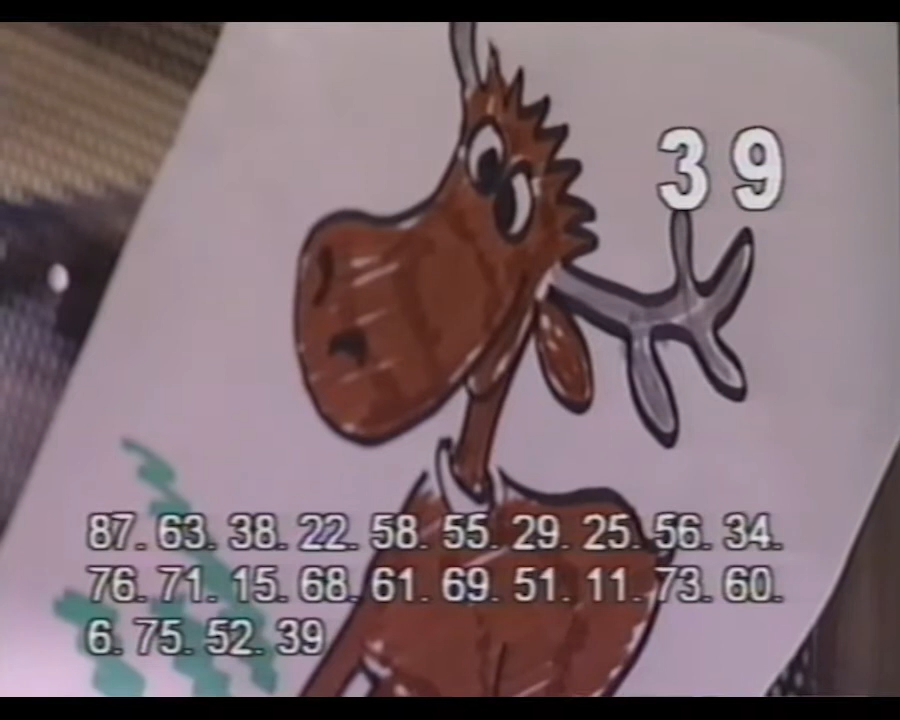 39
87. 63. 38. 22. 58. 55. 29. 25. 56. 34.
76. 71. 15. 68. 61. 69. 51. 11. 73. 60.
6. 75. 52. 39